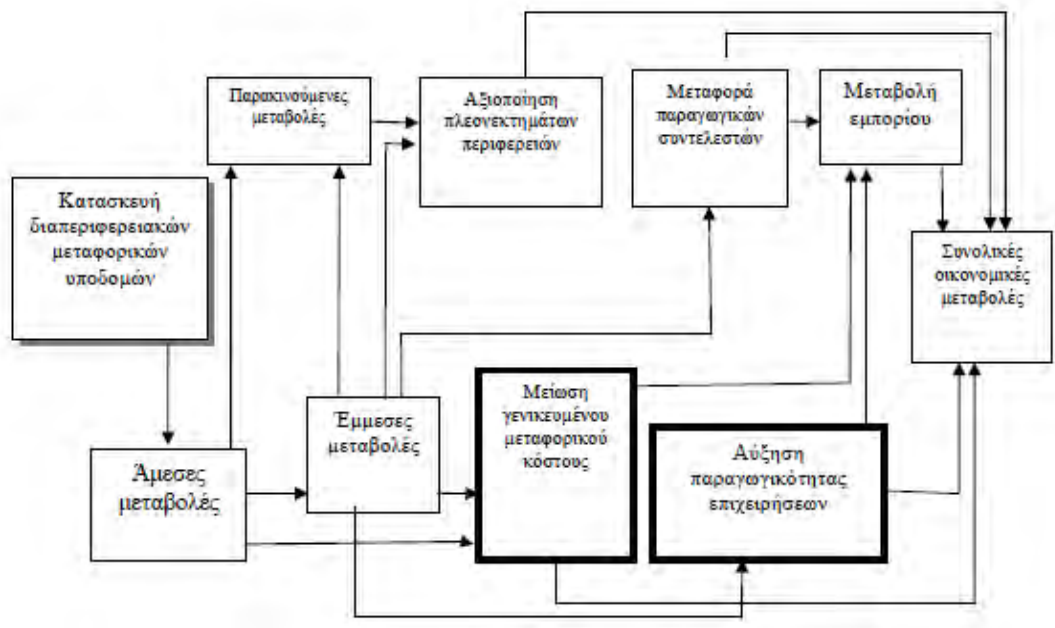 Παρακινούμενες
μεταβολές
Αξιοποίηση
πλεονεκτημάτων
περιφερειών
Μεταφορά
παραγωγικών
συντελεστών
Μεταβολή
εμπορίου
Κατασκευή
διαπεριφερειακών
μεταφορικών
υποδομών
Συνολικές
οικονομικές
μεταβολές
Άμεσες
μεταβολές
Έμμεσες
μεταβολές
Μείωση
γενικευμένου
μεταφορικού
κόστους
Αύξηση
παραγωγικότητας
επιχειρήσεων